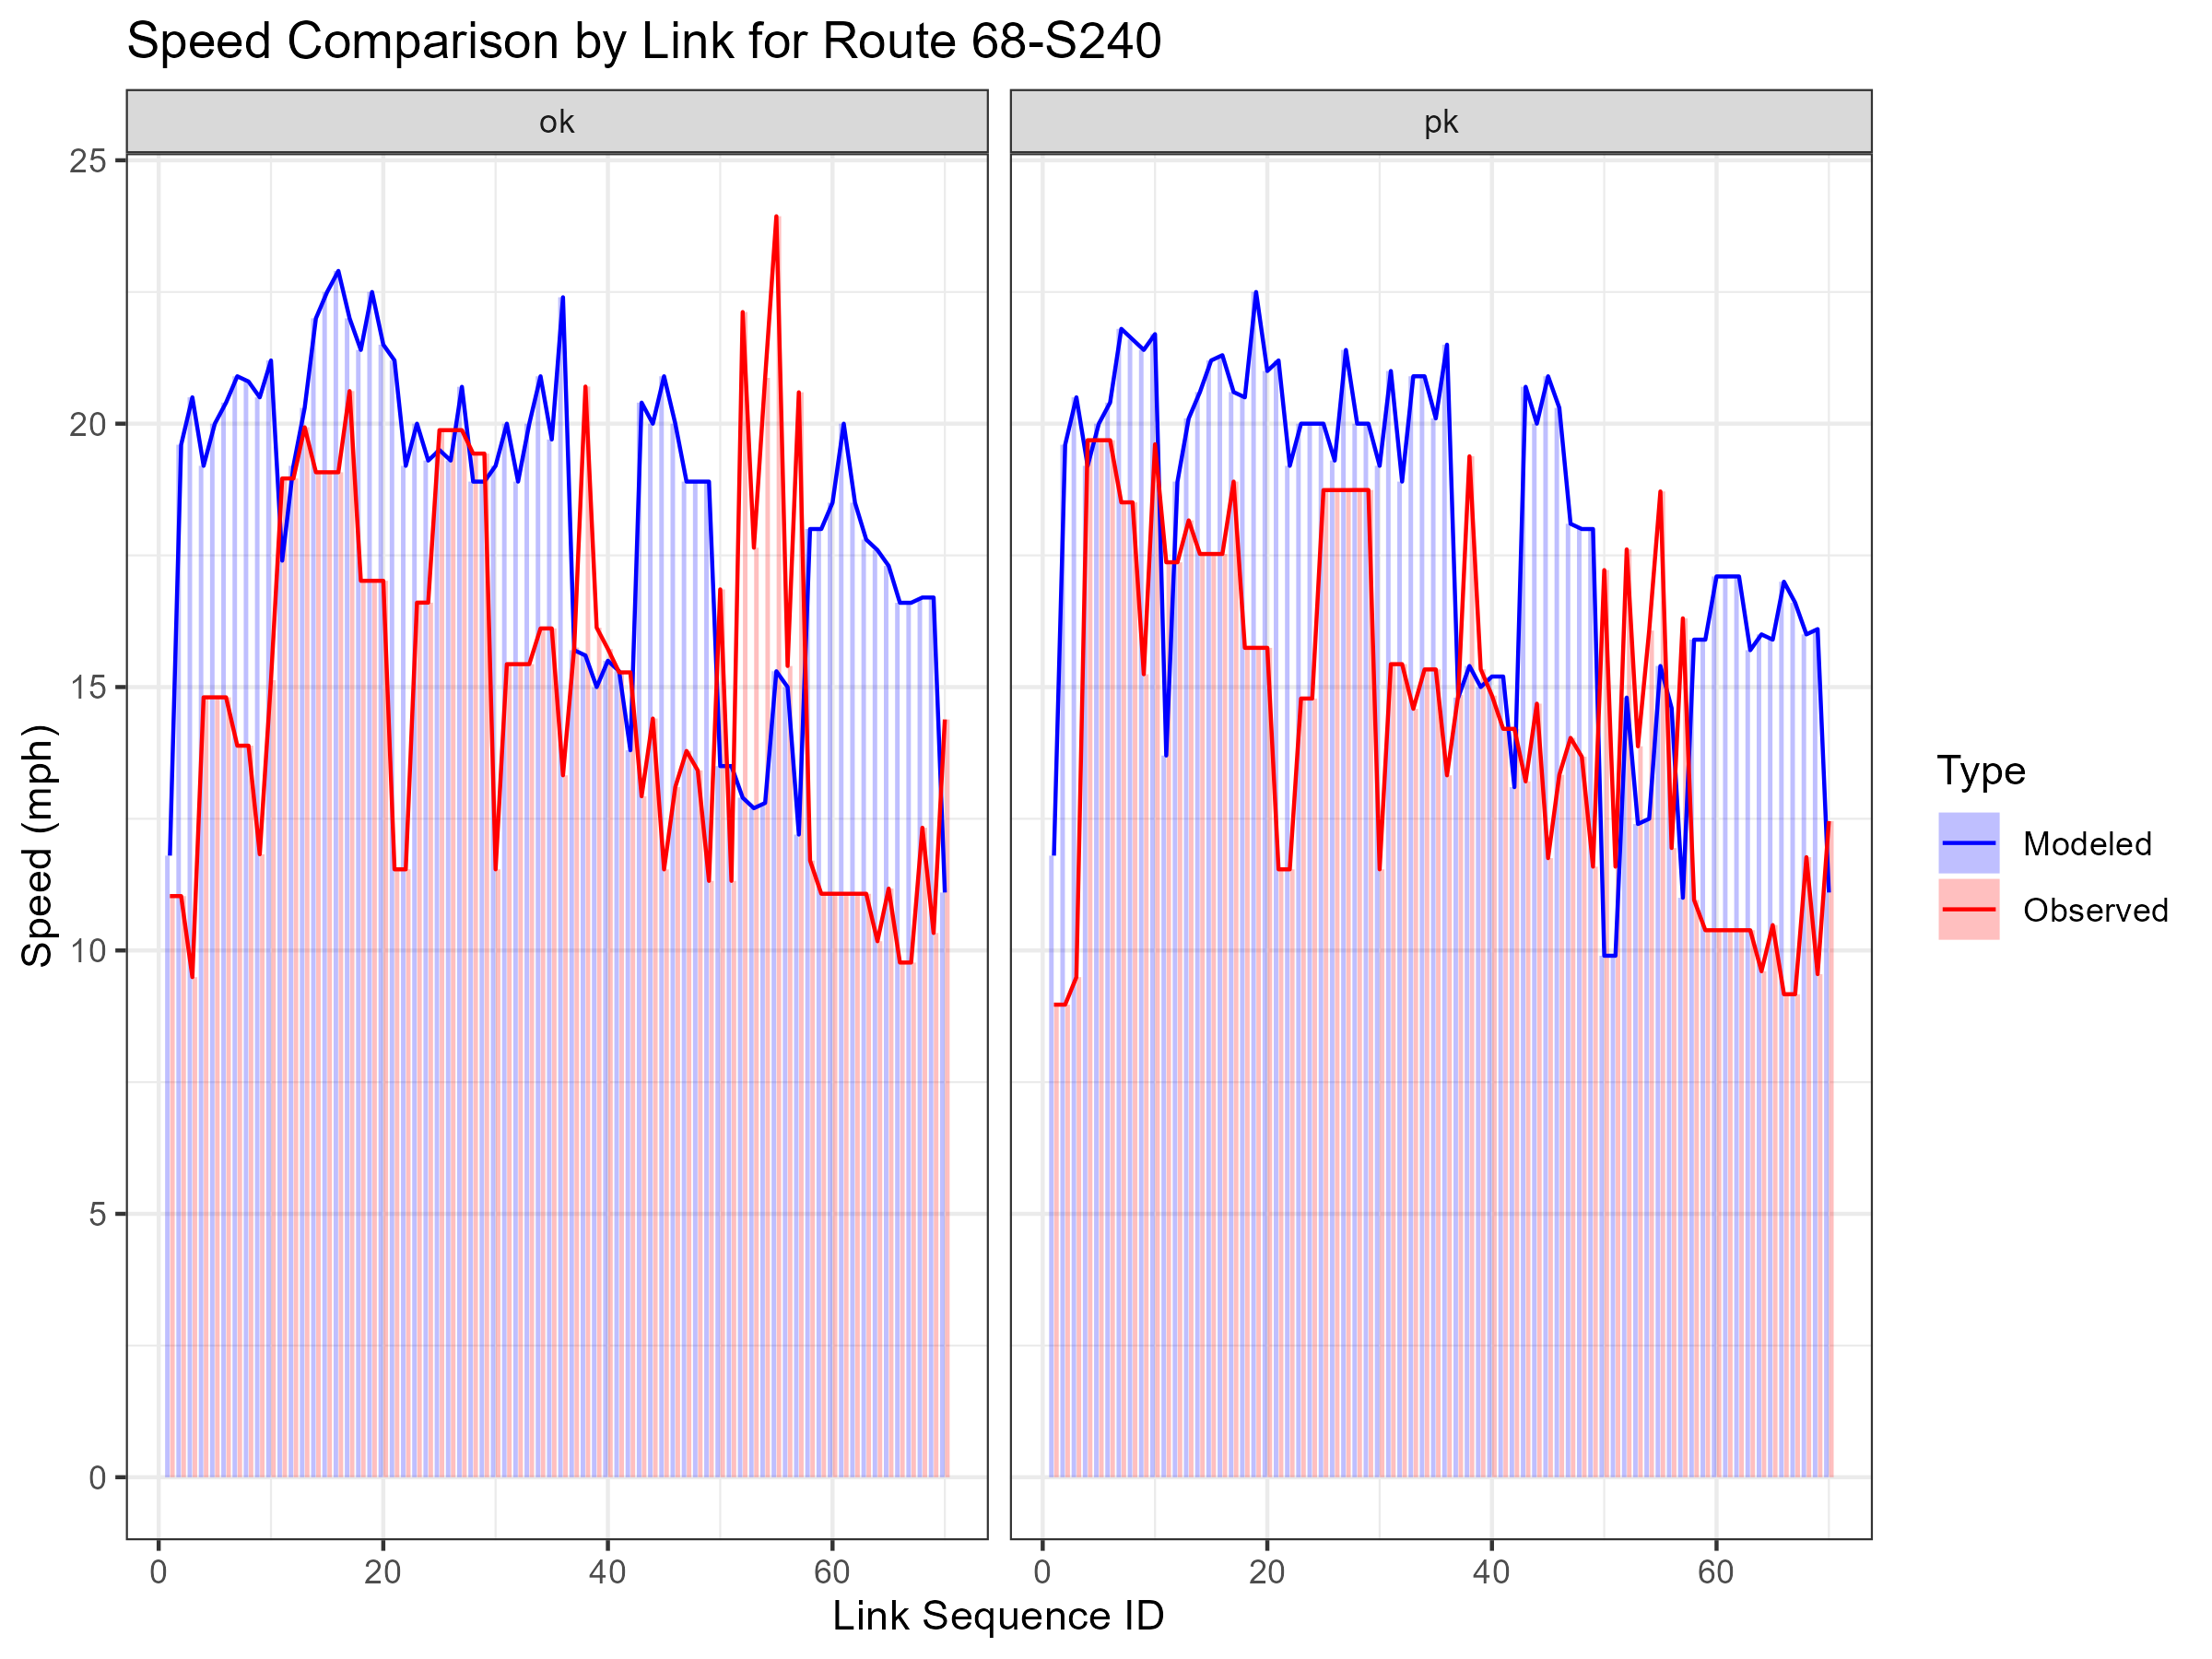 Speed Comparison by Link for Route 68-S240
ok
pk
25
20
15
10
5
0
Speed (mph)
0 20 40 60
0 20 40 60
Link Sequence ID
Type
Modeled
Observed